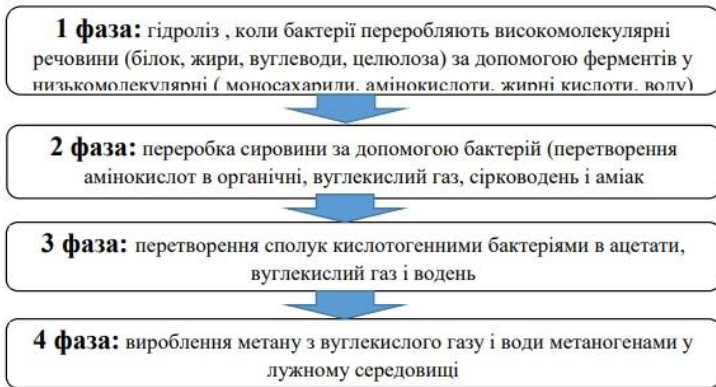 1 фаза: гідроліз , коли бактерії переробляють високомолекулярні
речовини (білок, жири, вуглеводи, целюлоза) за допомогою ферментів у
низькомолекулярні ( моносахариди, амінокислоти, жирні кислоти, воду)
2 фаза: переробка сировини за допомогою бактерій (перетворення
амінокислот в органічні, вуглекислий газ, сірководень і аміак
3 фаза: перетворення сполук кислотогенними бактеріями в ацетати,
вуглекислий газ і водень
4 фаза: вироблення метану з вуглекислого газу і води метаногенами у
лужному середовищі